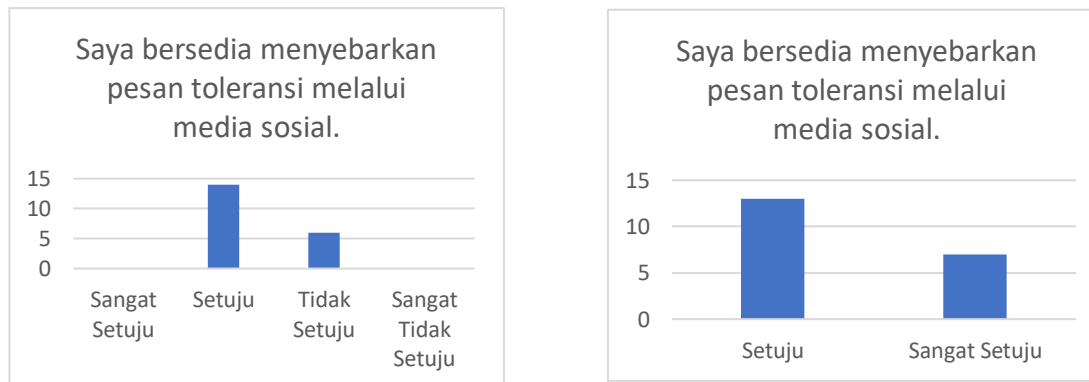 Saya bersedia menyebarkan
pesan toleransi melalui
media sosial.
15
10
5
0
Sangat Setuju
Setuju
Tidak Setuju
Sangat Tidak Setuju
Saya bersedia menyebarkan
pesan toleransi melalui
media sosial.
15
10
5
0
Setuju
Sangat Setuju